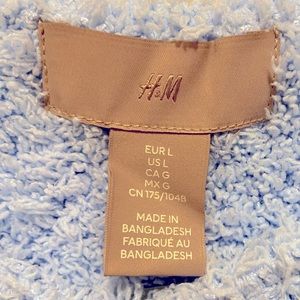 H&M
EUR L
US L
CA G
MX G
CN 175/104B
MADE IN
BANGLADESH
FABRIQUÉ AU
BANGLADESH